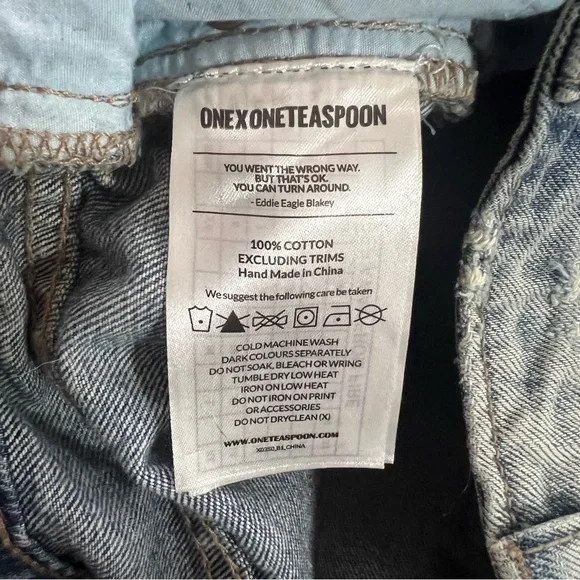 ONEXONETEASPOON
YOU WENT THE WRONG WAY.
BUT THAT'S OK.
YOU CAN TURN AROUND.
- Eddie Eagle Blakey
100% COTTON
EXCLUDING TRIMS
Hand Made in China
We suggest the following care be taken
COLD MACHINE WASH
DARK COLOURS SEPARATELY
DO NOT SOAK, BLEACH OR WRING
TUMBLE DRY LOW HEAT
IRON ON LOW HEAT
DO NOT IRON ON PRINT
OR ACCESSORIES
DO NOT DRYCLEAN (X)
WWW.ONETEASPOON.COM
X0350_B1_CHINA